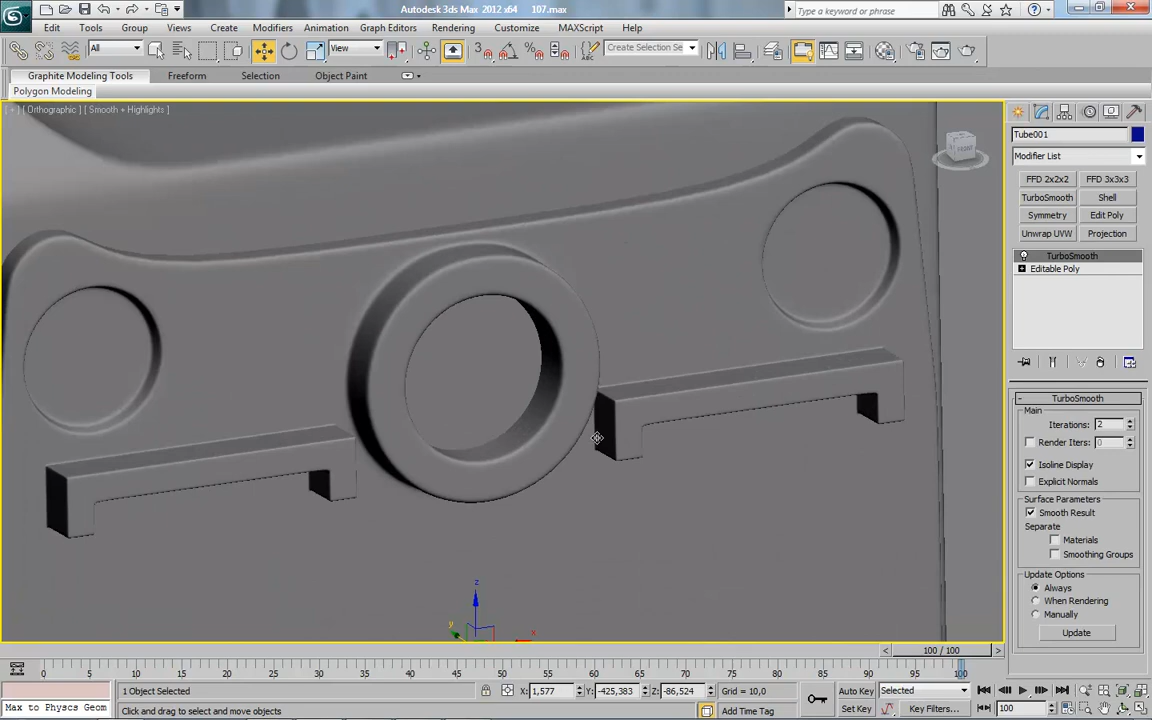 Autodesk 3ds Max 2012 x64 107.max
Type a keyword or phrase
Edit Tools Group Views Create Modifiers Animation Graph Editors Rendering Customize MAXScript Help
All View 3 Create Selection Se
Graphite Modeling Tools Freeform Selection Object Paint
Polygon Modeling
[ + ] [ Orthographic ] [ Smooth + Highlights ]
FRONT
Tube001
Modifier List
FFD 2x2x2 FFD 3x3x3
TurboSmooth Shell
Symmetry Edit Poly
Unwrap UVW Projection
TurboSmooth
Editable Poly
- TurboSmooth
Main
Iterations: 2
Render Iters: 0
Isoline Display
Explicit Normals
Surface Parameters
Smooth Result
Separate
Materials
Smoothing Groups
Update Options
Always
When Rendering
Manually
Update
z
y
x
< 100 / 100 >
0 5 10 15 20 25 30 35 40 45 50 55 60 65 70 75 80 85 90 95 100
1 Object Selected X: 1,577 Y: -425,383 Z: -86,524 Grid = 10,0 Auto Key Selected
Max to Physcs Geom Click and drag to select and move objects Add Time Tag Set Key Key Filters... 100